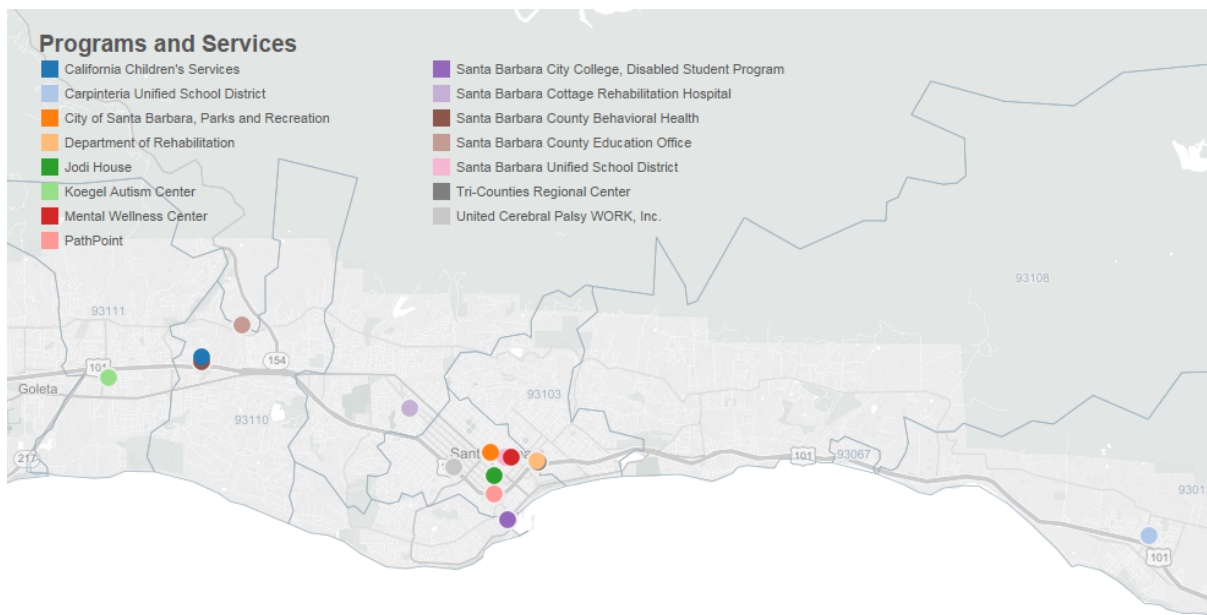 Programs and Services
California Children's Services
Carpinteria Unified School District
City of Santa Barbara, Parks and Recreation
Department of Rehabilitation
Jodi House
Koegel Autism Center
Mental Wellness Center
PathPoint
Santa Barbara City College, Disabled Student Program
Santa Barbara Cottage Rehabilitation Hospital
Santa Barbara County Behavioral Health
Santa Barbara County Education Office
Santa Barbara Unified School District
Tri-Counties Regional Center
United Cerebral Palsy WORK, Inc.
93108
93111
154
101
Goleta
93103
93110
101
217
93067
101